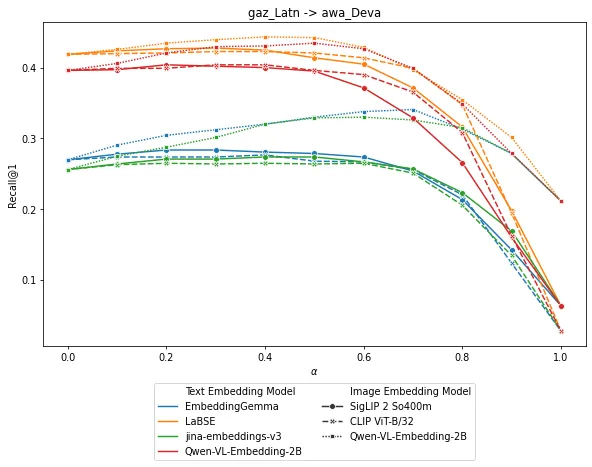 gaz_Latn -> awa_Deva
Recall@1
0.4
0.3
0.2
0.1
0.0 0.2 0.4 0.6 0.8 1.0
α
Text Embedding Model Image Embedding Model
EmbeddingGemma SigLIP 2 So400m
LaBSE CLIP ViT-B/32
jina-embeddings-v3 Qwen-VL-Embedding-2B
Qwen-VL-Embedding-2B